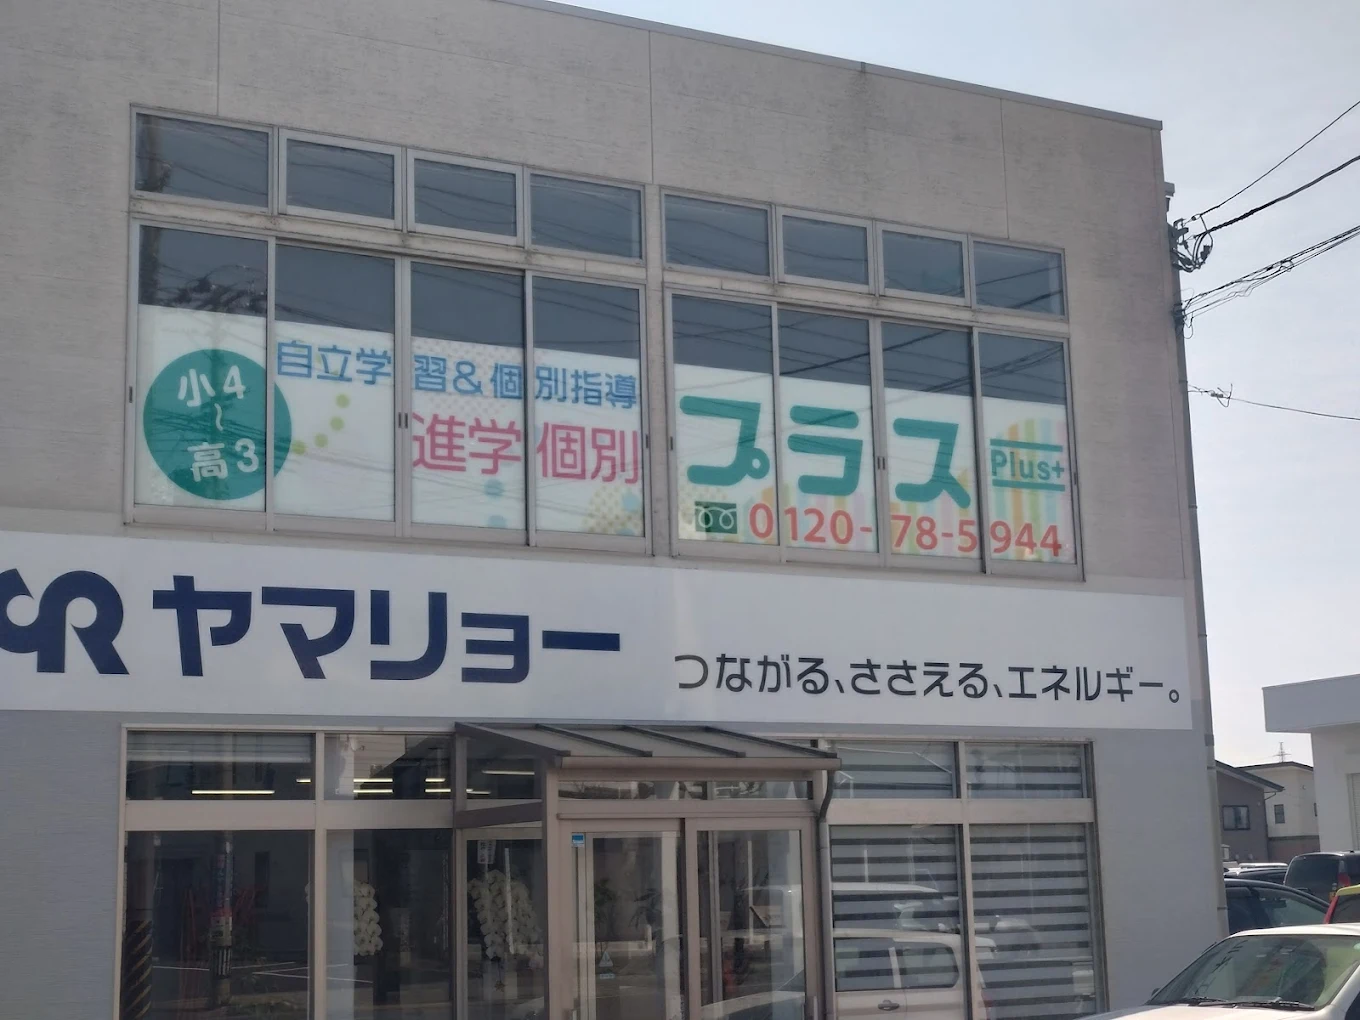 小4
～
高3
自立学習&個別指導
進学個別
プラス
Plus+
0120-78-5944
ヤマリョー
つながる、ささえる、エネルギー。